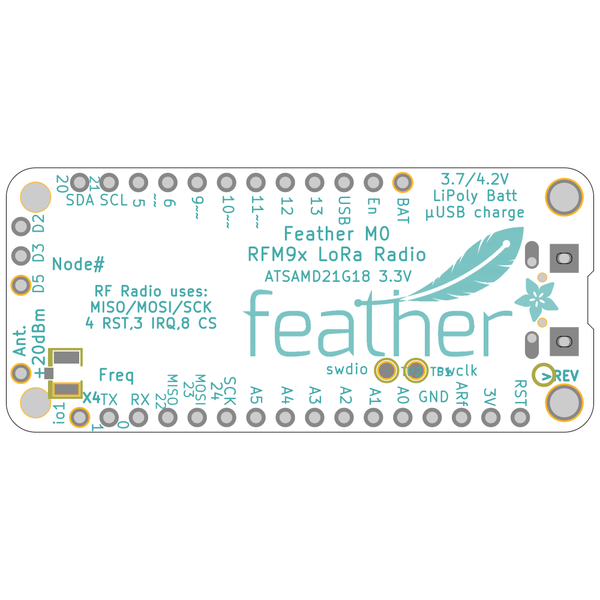 20
21
SDA SCL 5 ~~ 6 9~~ 10~~ 11~~ 12 13 USB En BAT
3.7/4.2V
LiPoly Batt
µUSB charge
D2
D3
D5
Node#
Feather M0
RFM9x LoRa Radio
ATSAMD21G18 3.3V
RF Radio uses:
MISO/MOSI/SCK
4 RST,3 IRQ,8 CS
feather
Ant.
+20dBm
Freq
swdio
swclk
>REV
io1
X4
1
TX
0
RX
MISO
22
MOSI
23
SCK
24
A5 A4 A3 A2 A1 A0 GND ARf 3V RST